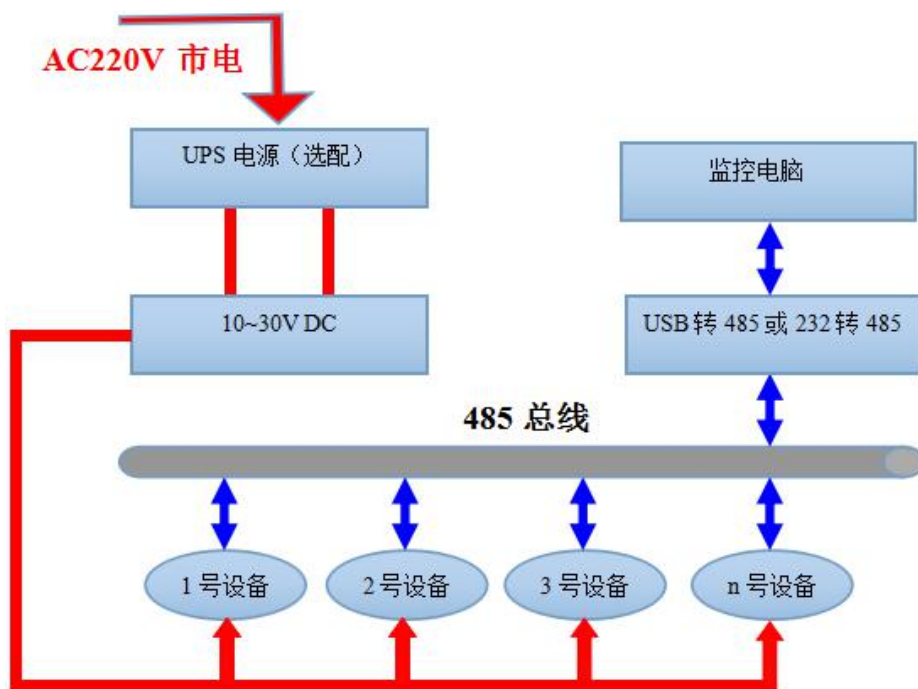 AC220V 市电
UPS 电源（选配）
监控电脑
10~30V DC
USB 转 485 或 232 转 485
485 总线
1 号设备
2 号设备
3 号设备
n 号设备